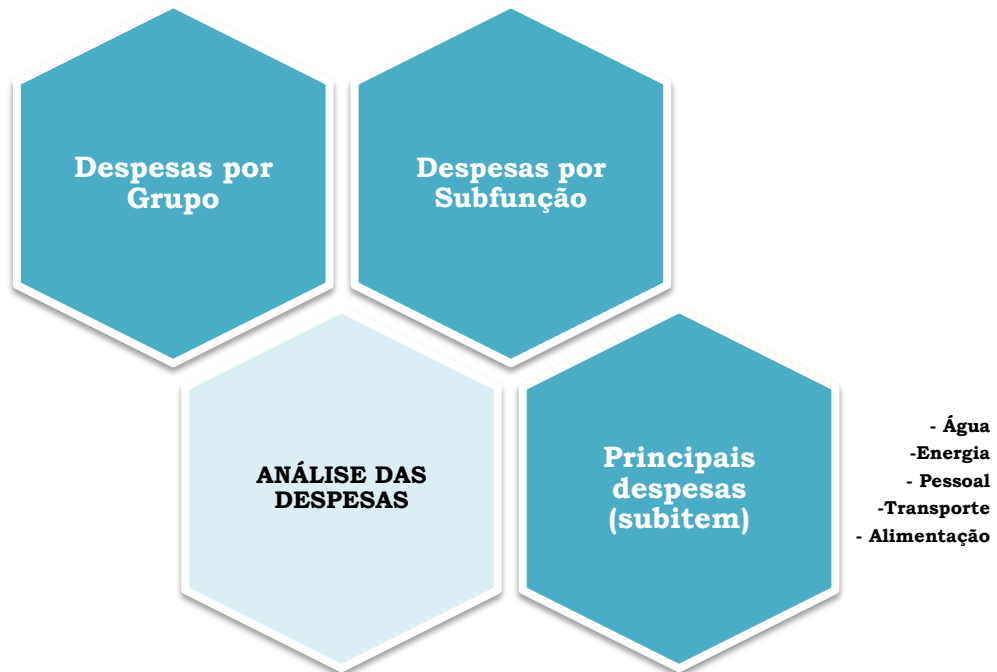 Despesas por
Grupo
Despesas por
Subfunção
ANÁLISE DAS
DESPESAS
Principais
despesas
(subitem)
- Água
-Energia
- Pessoal
-Transporte
- Alimentação